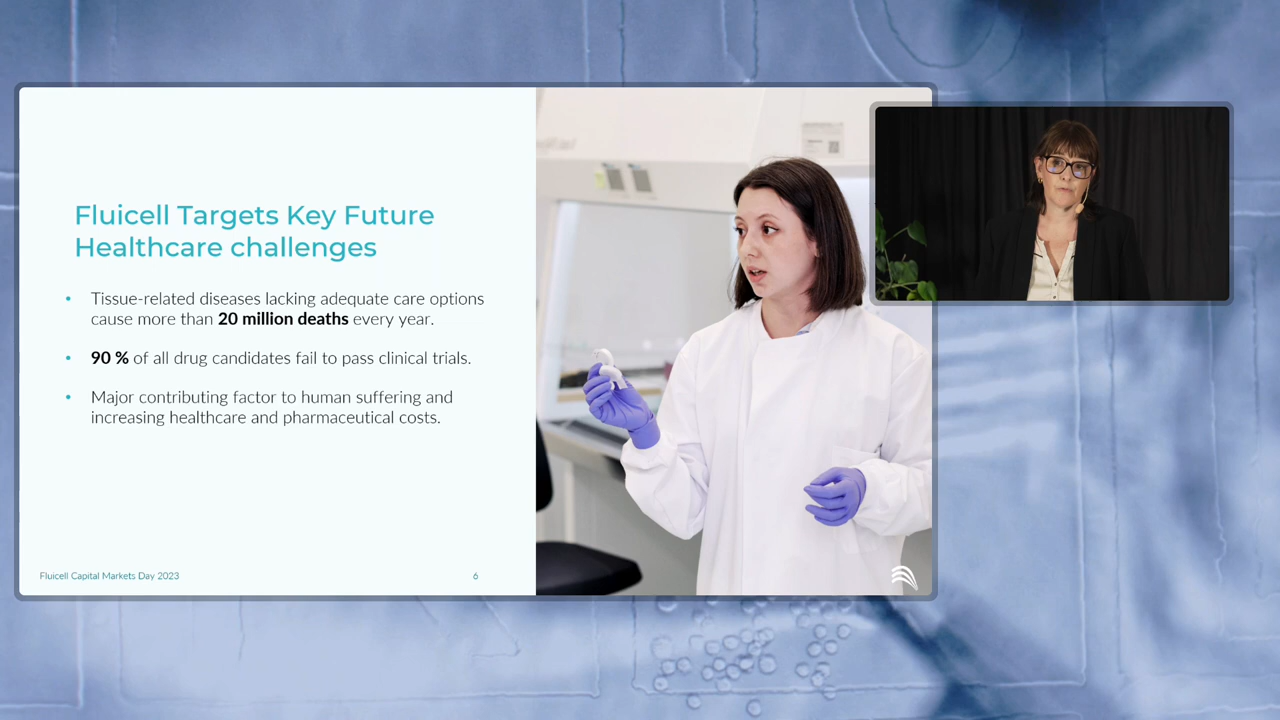 Fluicell Targets Key Future
Healthcare challenges
• Tissue-related diseases lacking adequate care options
cause more than 20 million deaths every year.
• 90 % of all drug candidates fail to pass clinical trials.
• Major contributing factor to human suffering and
increasing healthcare and pharmaceutical costs.
Fluicell Capital Markets Day 2023
6